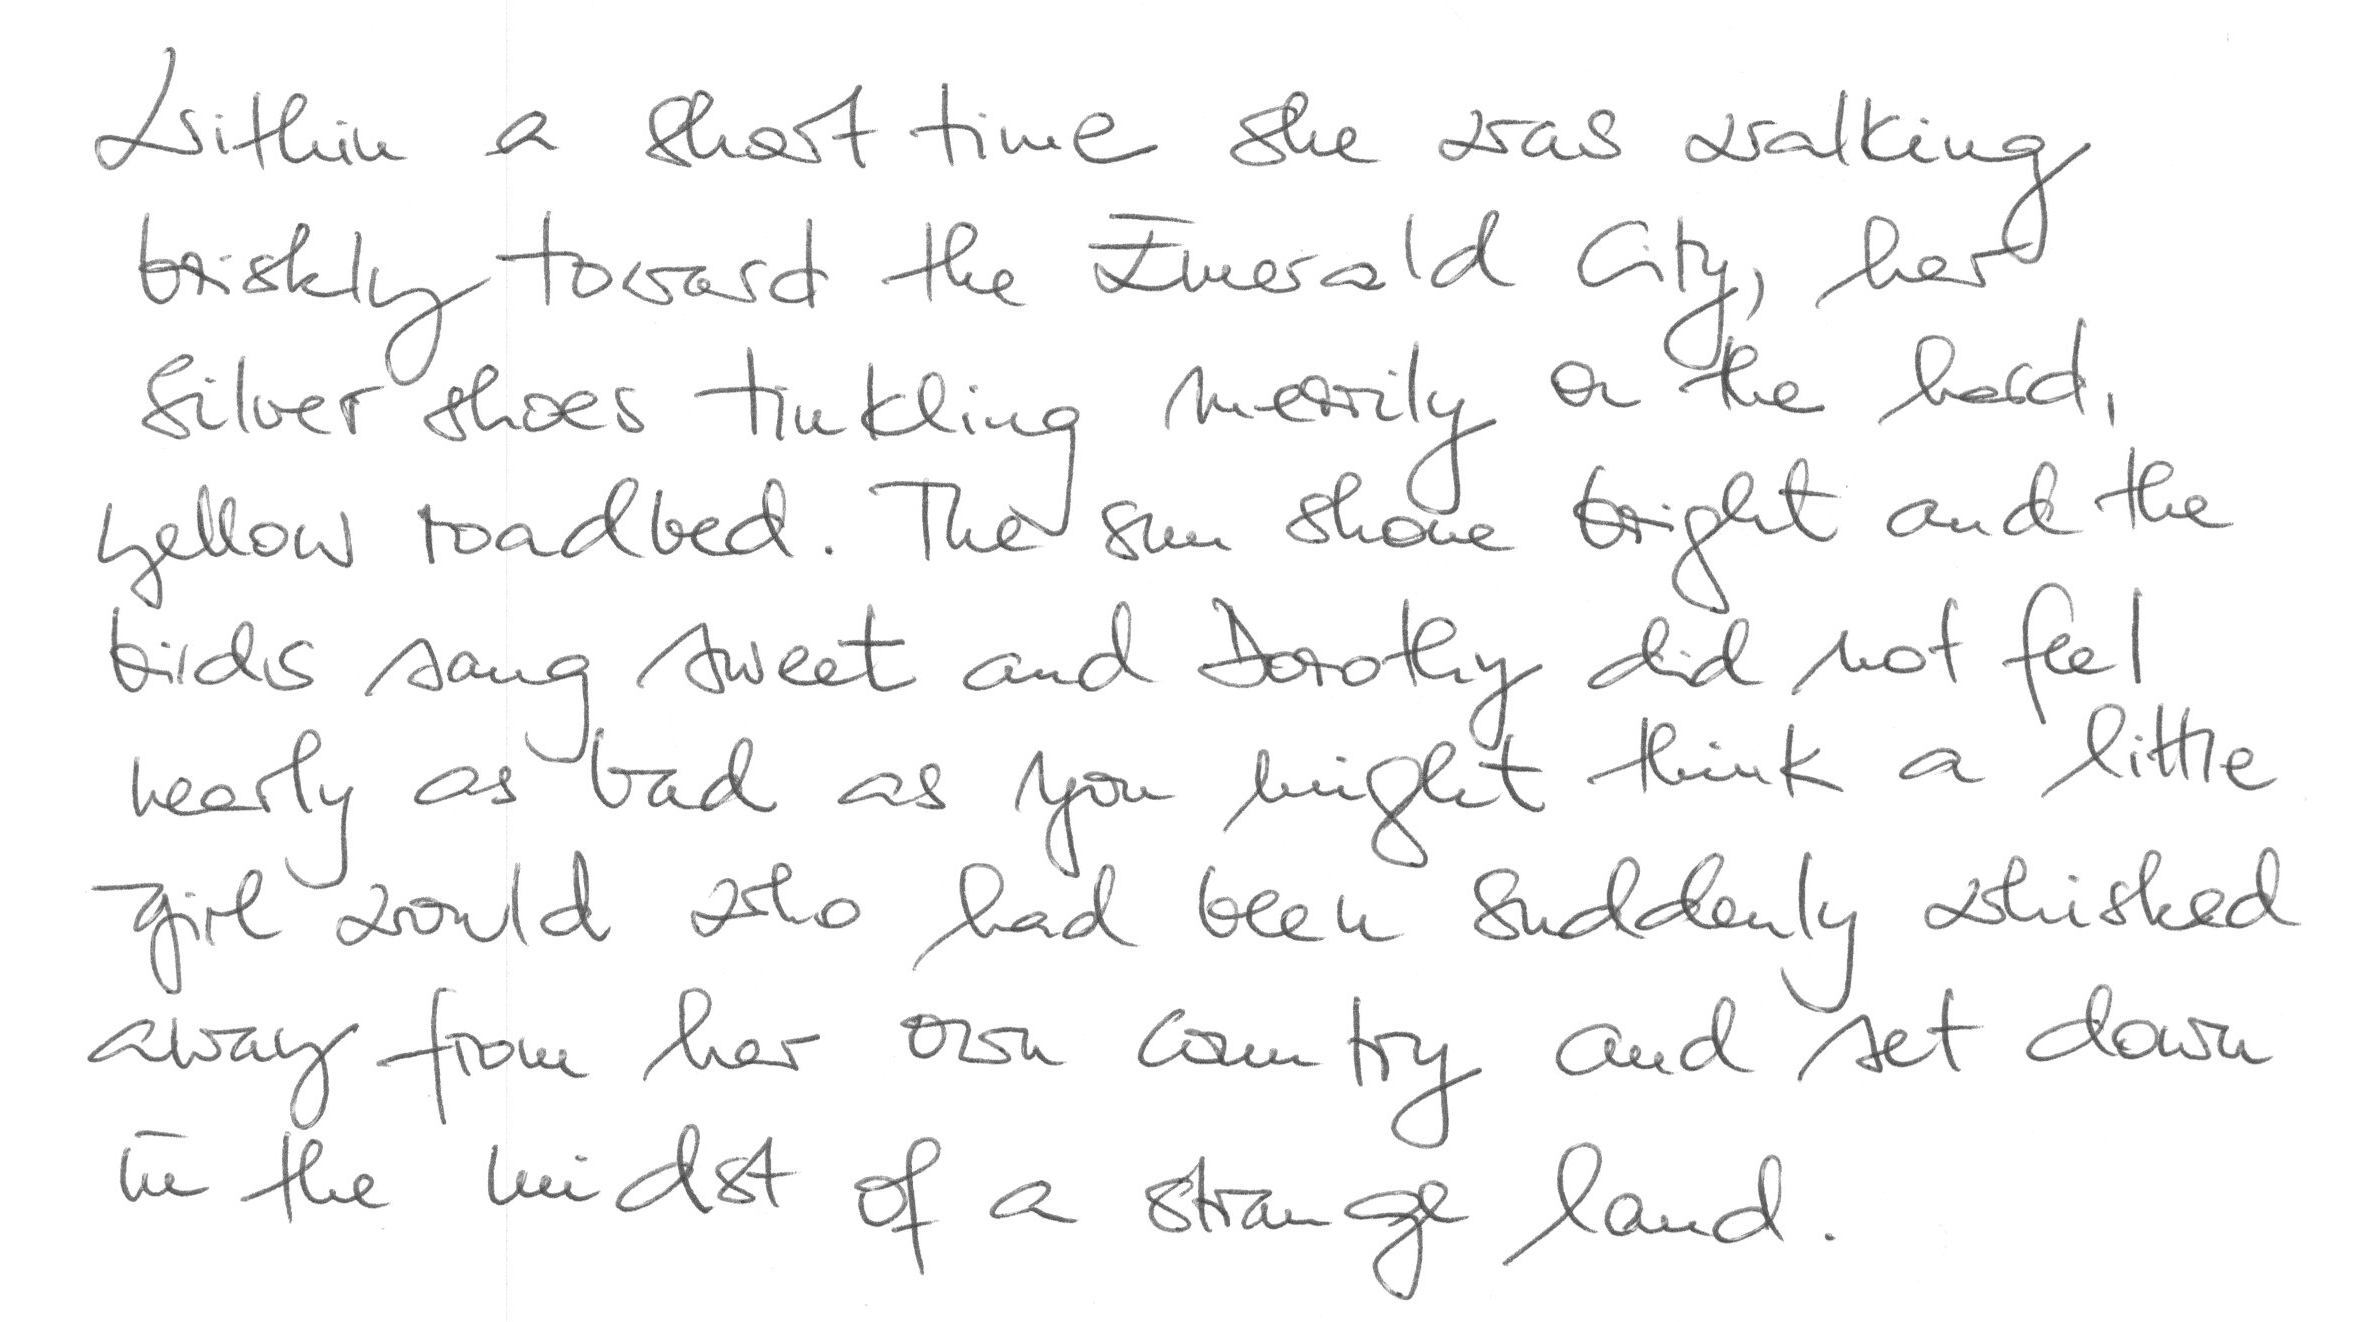 Within a short time she was walking
briskly toward the Emerald City, her
Silver shoes tinkling merrily on the hard,
yellow roadbed. The sun shone bright and the
birds sang sweet and Dorothy did not feel
nearly as bad as you might think a little
girl would who had been suddenly whisked
away from her own country and set down
in the midst of a strange land.